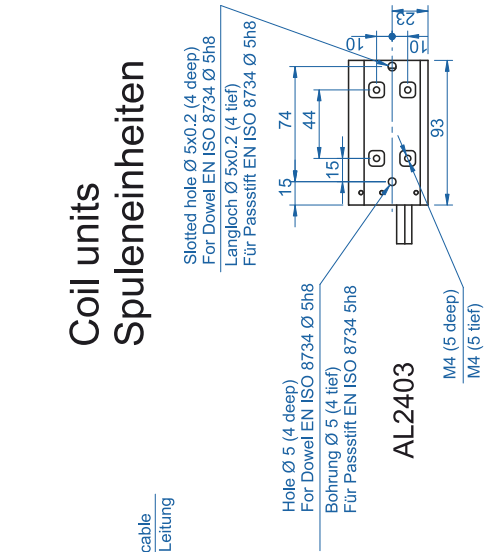 Coil units
Spuleneinheiten
Slotted hole Ø 5x0.2 (4 deep)
For Dowel EN ISO 8734 Ø 5h8
Langloch Ø 5x0.2 (4 tief)
Für Passstift EN ISO 8734 Ø 5h8
23
10
10
74
44
15
15
93
Hole Ø 5 (4 deep)
For Dowel EN ISO 8734 Ø 5h8
Bohrung Ø 5 (4 tief)
Für Passstift EN ISO 8734 5h8
AL2403
M4 (5 deep)
M4 (5 tief)
cable
Leitung